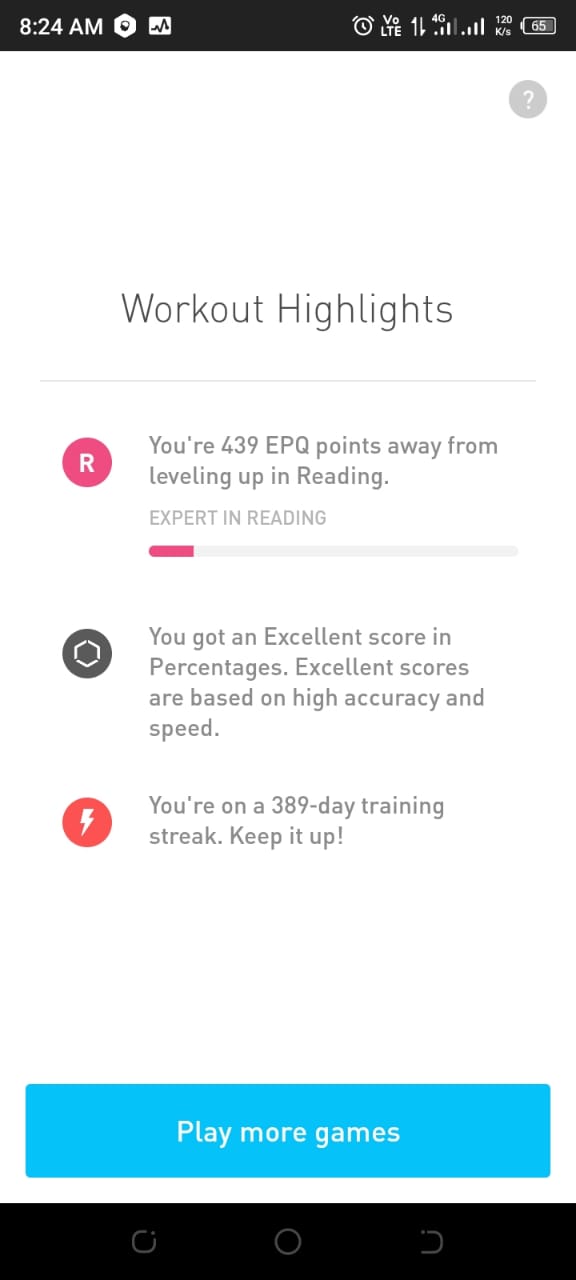 8:24 AM Vo LTE 4G 120 K/s 65
?
Workout Highlights
R
You're 439 EPQ points away from
leveling up in Reading.
EXPERT IN READING
You got an Excellent score in
Percentages. Excellent scores
are based on high accuracy and
speed.
You're on a 389-day training
streak. Keep it up!
Play more games